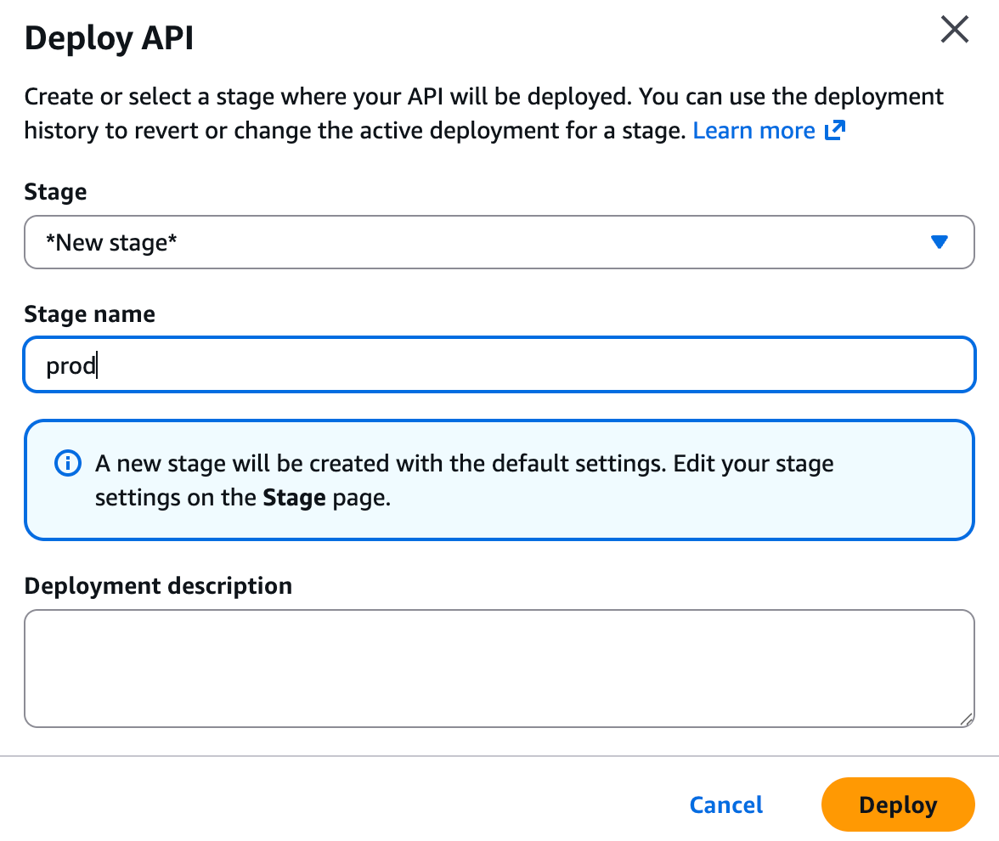 Deploy API
Create or select a stage where your API will be deployed. You can use the deployment
history to revert or change the active deployment for a stage. Learn more
Stage
*New stage*
Stage name
prod
A new stage will be created with the default settings. Edit your stage
settings on the Stage page.
Deployment description
Cancel
Deploy